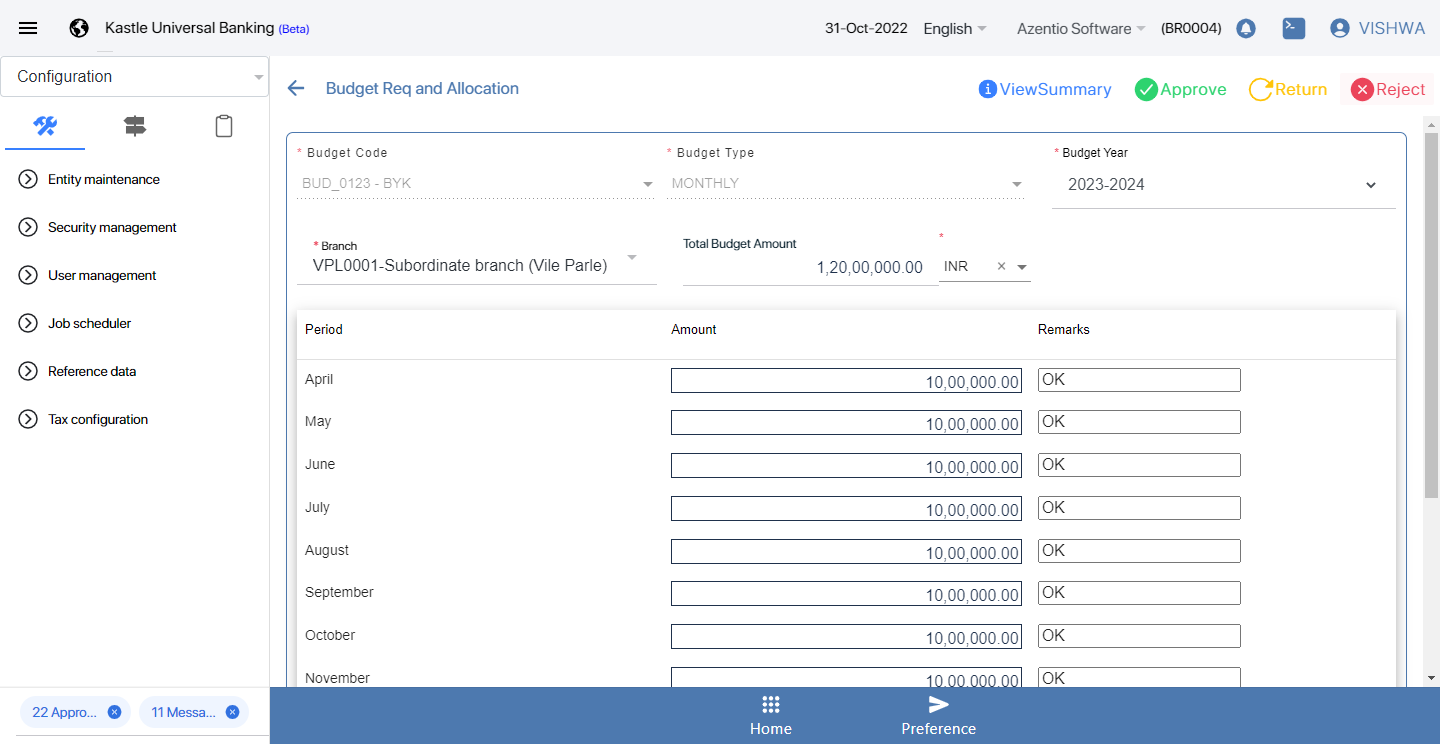 Kastle Universal Banking (Beta)
31-Oct-2022 English Azentio Software (BR0004) VISHWA
Configuration
Entity maintenance
Security management
User management
Job scheduler
Reference data
Tax configuration
22 Appro... 11 Messa...
Budget Req and Allocation
ViewSummary Approve Return Reject
* Budget Code * Budget Type * Budget Year
BUD_0123 - BYK MONTHLY 2023-2024
* Branch Total Budget Amount *
VPL0001-Subordinate branch (Vile Parle) 1,20,00,000.00 INR ×
Period Amount Remarks
April 10,00,000.00 OK
May 10,00,000.00 OK
June 10,00,000.00 OK
July 10,00,000.00 OK
August 10,00,000.00 OK
September 10,00,000.00 OK
October 10,00,000.00 OK
November 10,00,000.00 OK
Home Preference